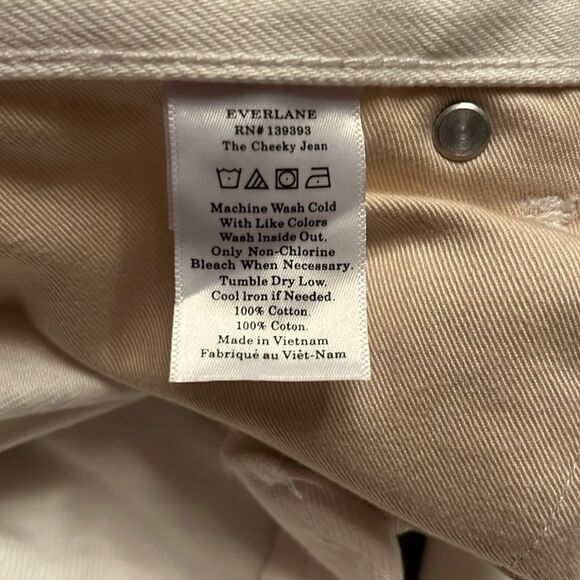 EVERLANE
RN# 139393
The Cheeky Jean
Machine Wash Cold
With Like Colors
Wash Inside Out.
Only Non-Chlorine
Bleach When Necessary.
Tumble Dry Low.
Cool Iron if Needed.
100% Cotton.
100% Coton.
Made in Vietnam
Fabriqué au Viêt-Nam